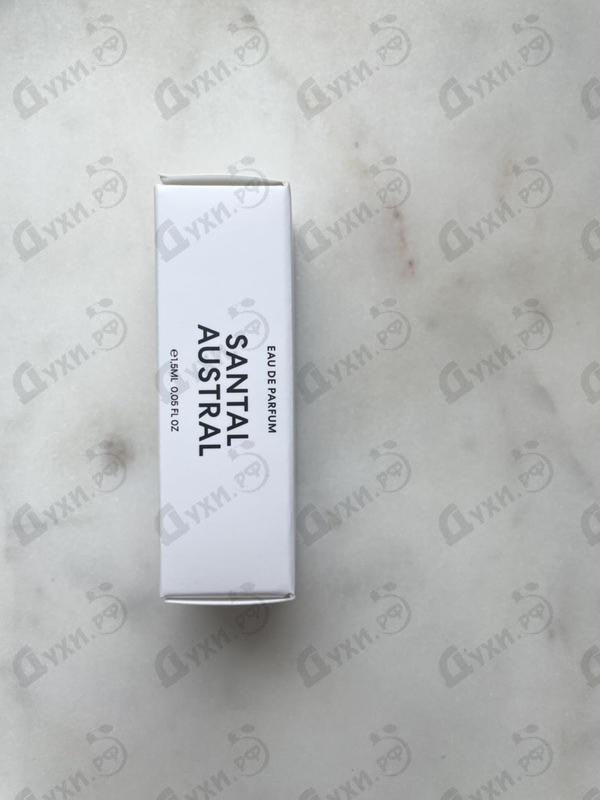 EAU DE PARFUM
SANTAL
AUSTRAL
℮1,5ML 0,05 FL OZ
Духи.рф